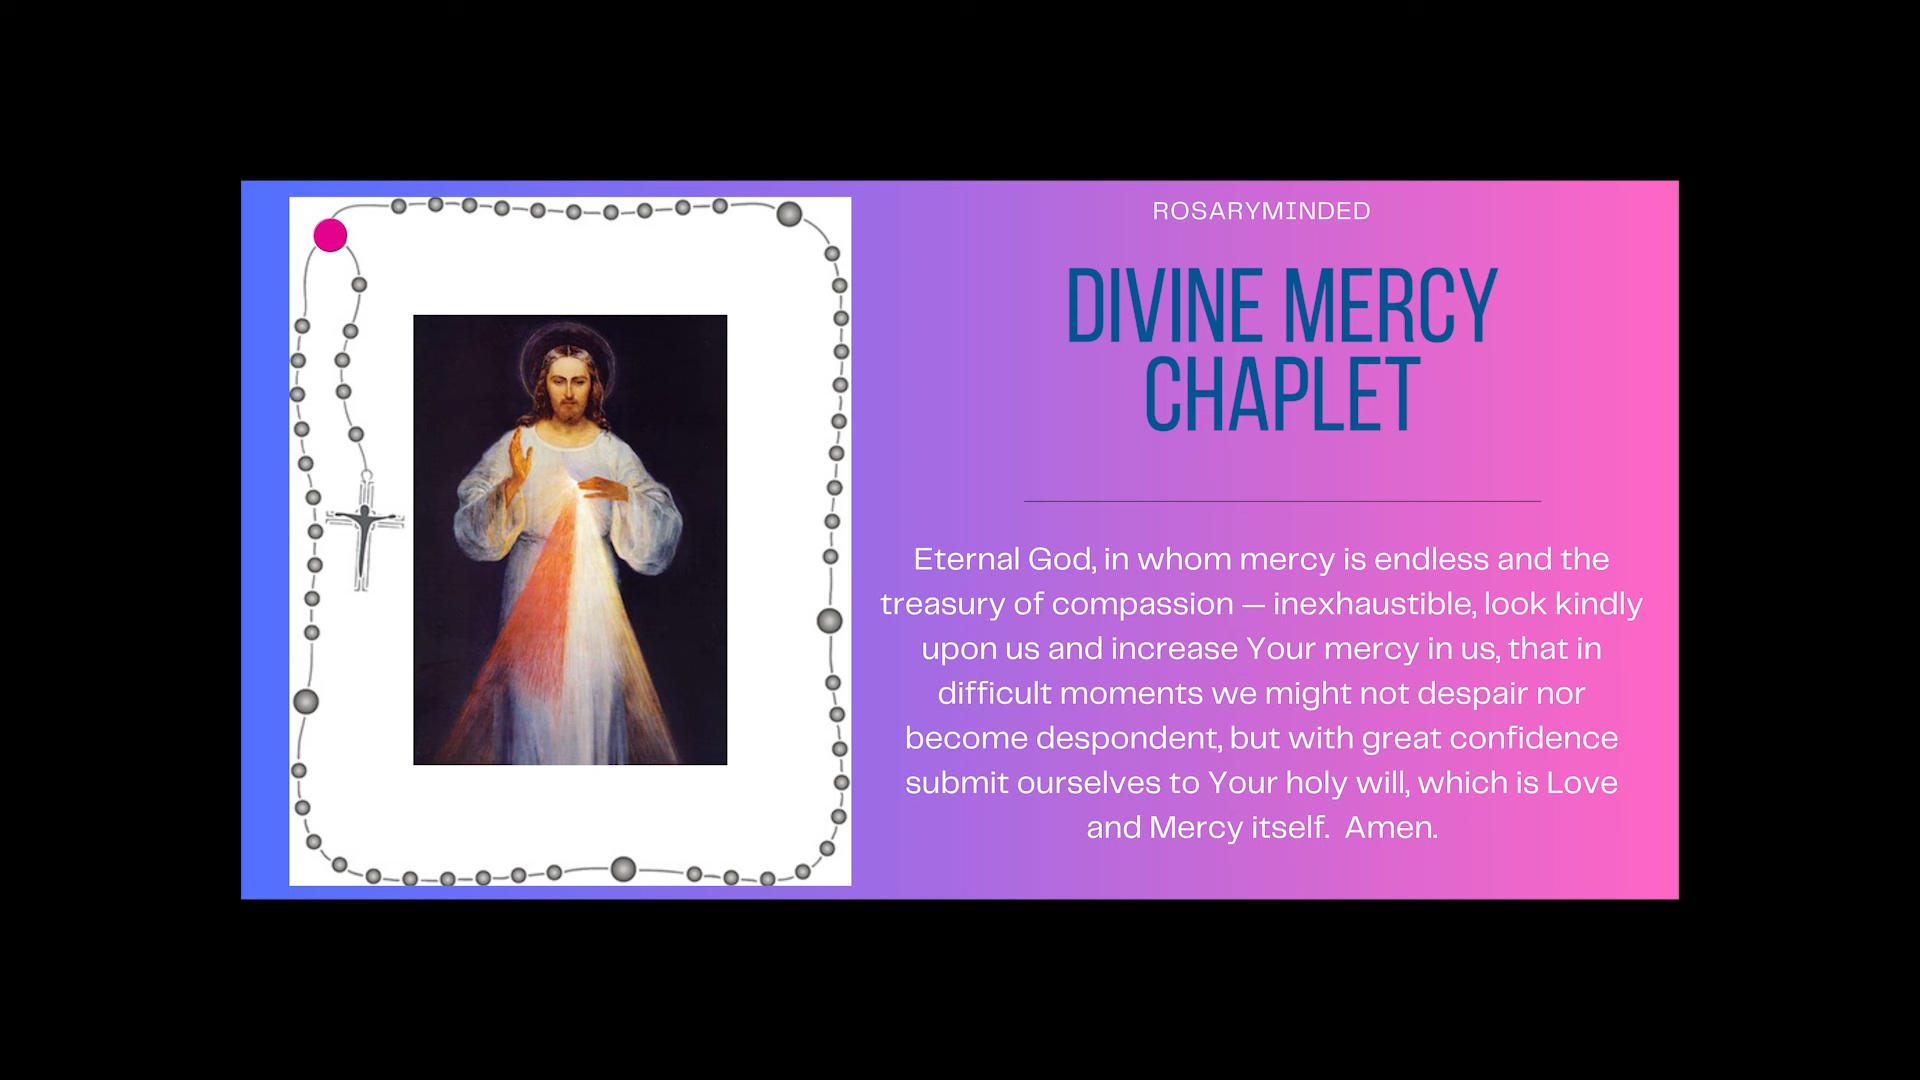 ROSARYMINDED
DIVINE MERCY
CHAPLET
Eternal God, in whom mercy is endless and the
treasury of compassion — inexhaustible, look kindly
upon us and increase Your mercy in us, that in
difficult moments we might not despair nor
become despondent, but with great confidence
submit ourselves to Your holy will, which is Love
and Mercy itself.  Amen.